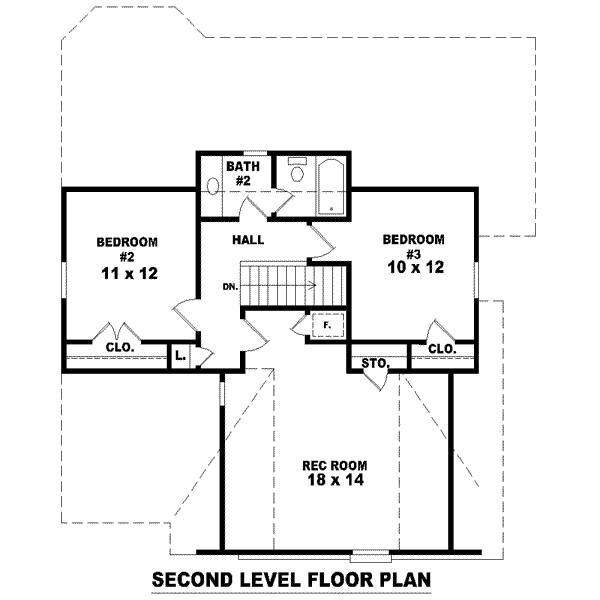 BATH
#2
BEDROOM
#2
11 x 12
HALL
BEDROOM
#3
10 x 12
DN.
F.
CLO.
L.
STO.
CLO.
REC ROOM
18 x 14
SECOND LEVEL FLOOR PLAN